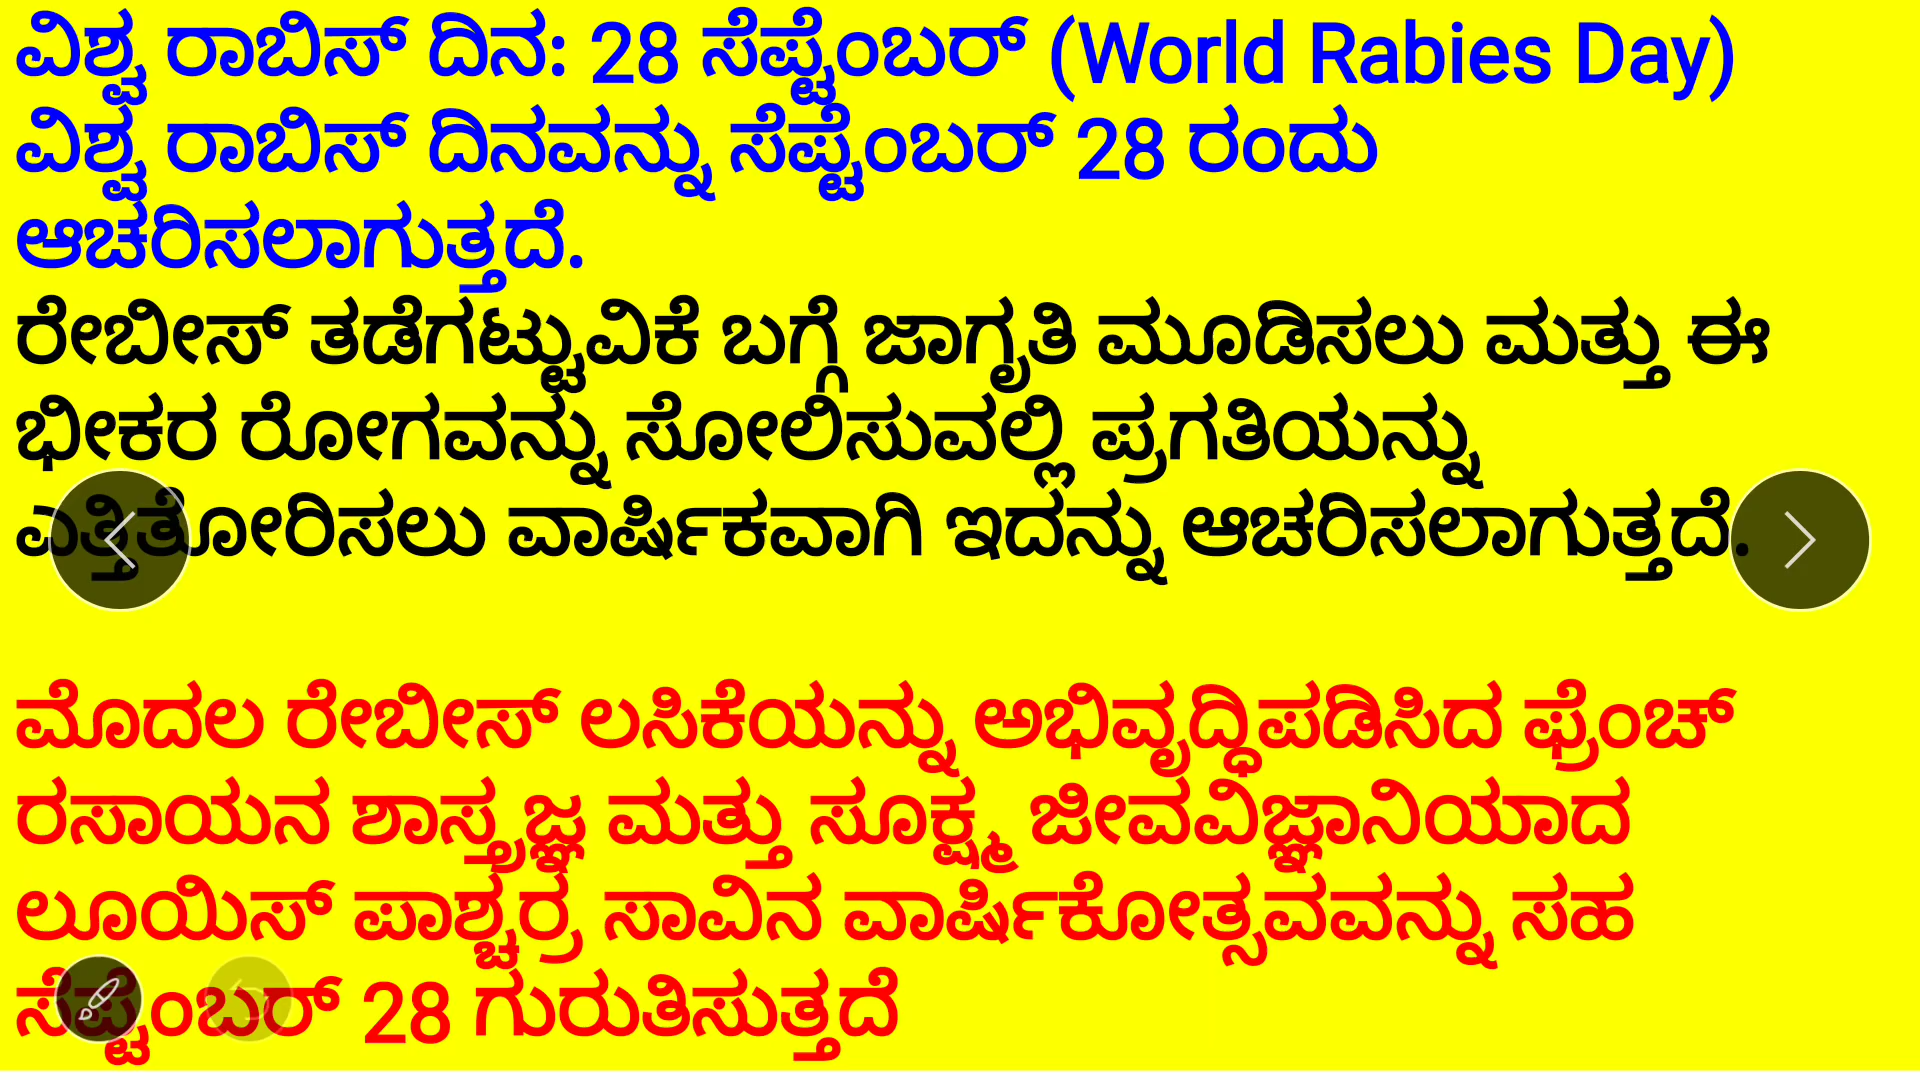 ವಿಶ್ವ ರಾಬಿಸ್ ದಿನ: 28 ಸೆಪ್ಟೆಂಬರ್ (World Rabies Day)
ವಿಶ್ವ ರಾಬಿಸ್ ದಿನವನ್ನು ಸೆಪ್ಟೆಂಬರ್ 28 ರಂದು
ಆಚರಿಸಲಾಗುತ್ತದೆ.
ರೇಬೀಸ್ ತಡೆಗಟ್ಟುವಿಕೆ ಬಗ್ಗೆ ಜಾಗೃತಿ ಮೂಡಿಸಲು ಮತ್ತು ಈ
ಭೀಕರ ರೋಗವನ್ನು ಸೋಲಿಸುವಲ್ಲಿ ಪ್ರಗತಿಯನ್ನು
ಎತ್ತಿತೋರಿಸಲು ವಾರ್ಷಿಕವಾಗಿ ಇದನ್ನು ಆಚರಿಸಲಾಗುತ್ತದೆ.
ಮೊದಲ ರೇಬೀಸ್ ಲಸಿಕೆಯನ್ನು ಅಭಿವೃದ್ಧಿಪಡಿಸಿದ ಫ್ರೆಂಚ್
ರಸಾಯನ ಶಾಸ್ತ್ರಜ್ಞ ಮತ್ತು ಸೂಕ್ಷ್ಮ ಜೀವವಿಜ್ಞಾನಿಯಾದ
ಲೂಯಿಸ್ ಪಾಶ್ಚರ್ರ ಸಾವಿನ ವಾರ್ಷಿಕೋತ್ಸವವನ್ನು ಸಹ
ಸೆಪ್ಟೆಂಬರ್ 28 ಗುರುತಿಸುತ್ತದೆ